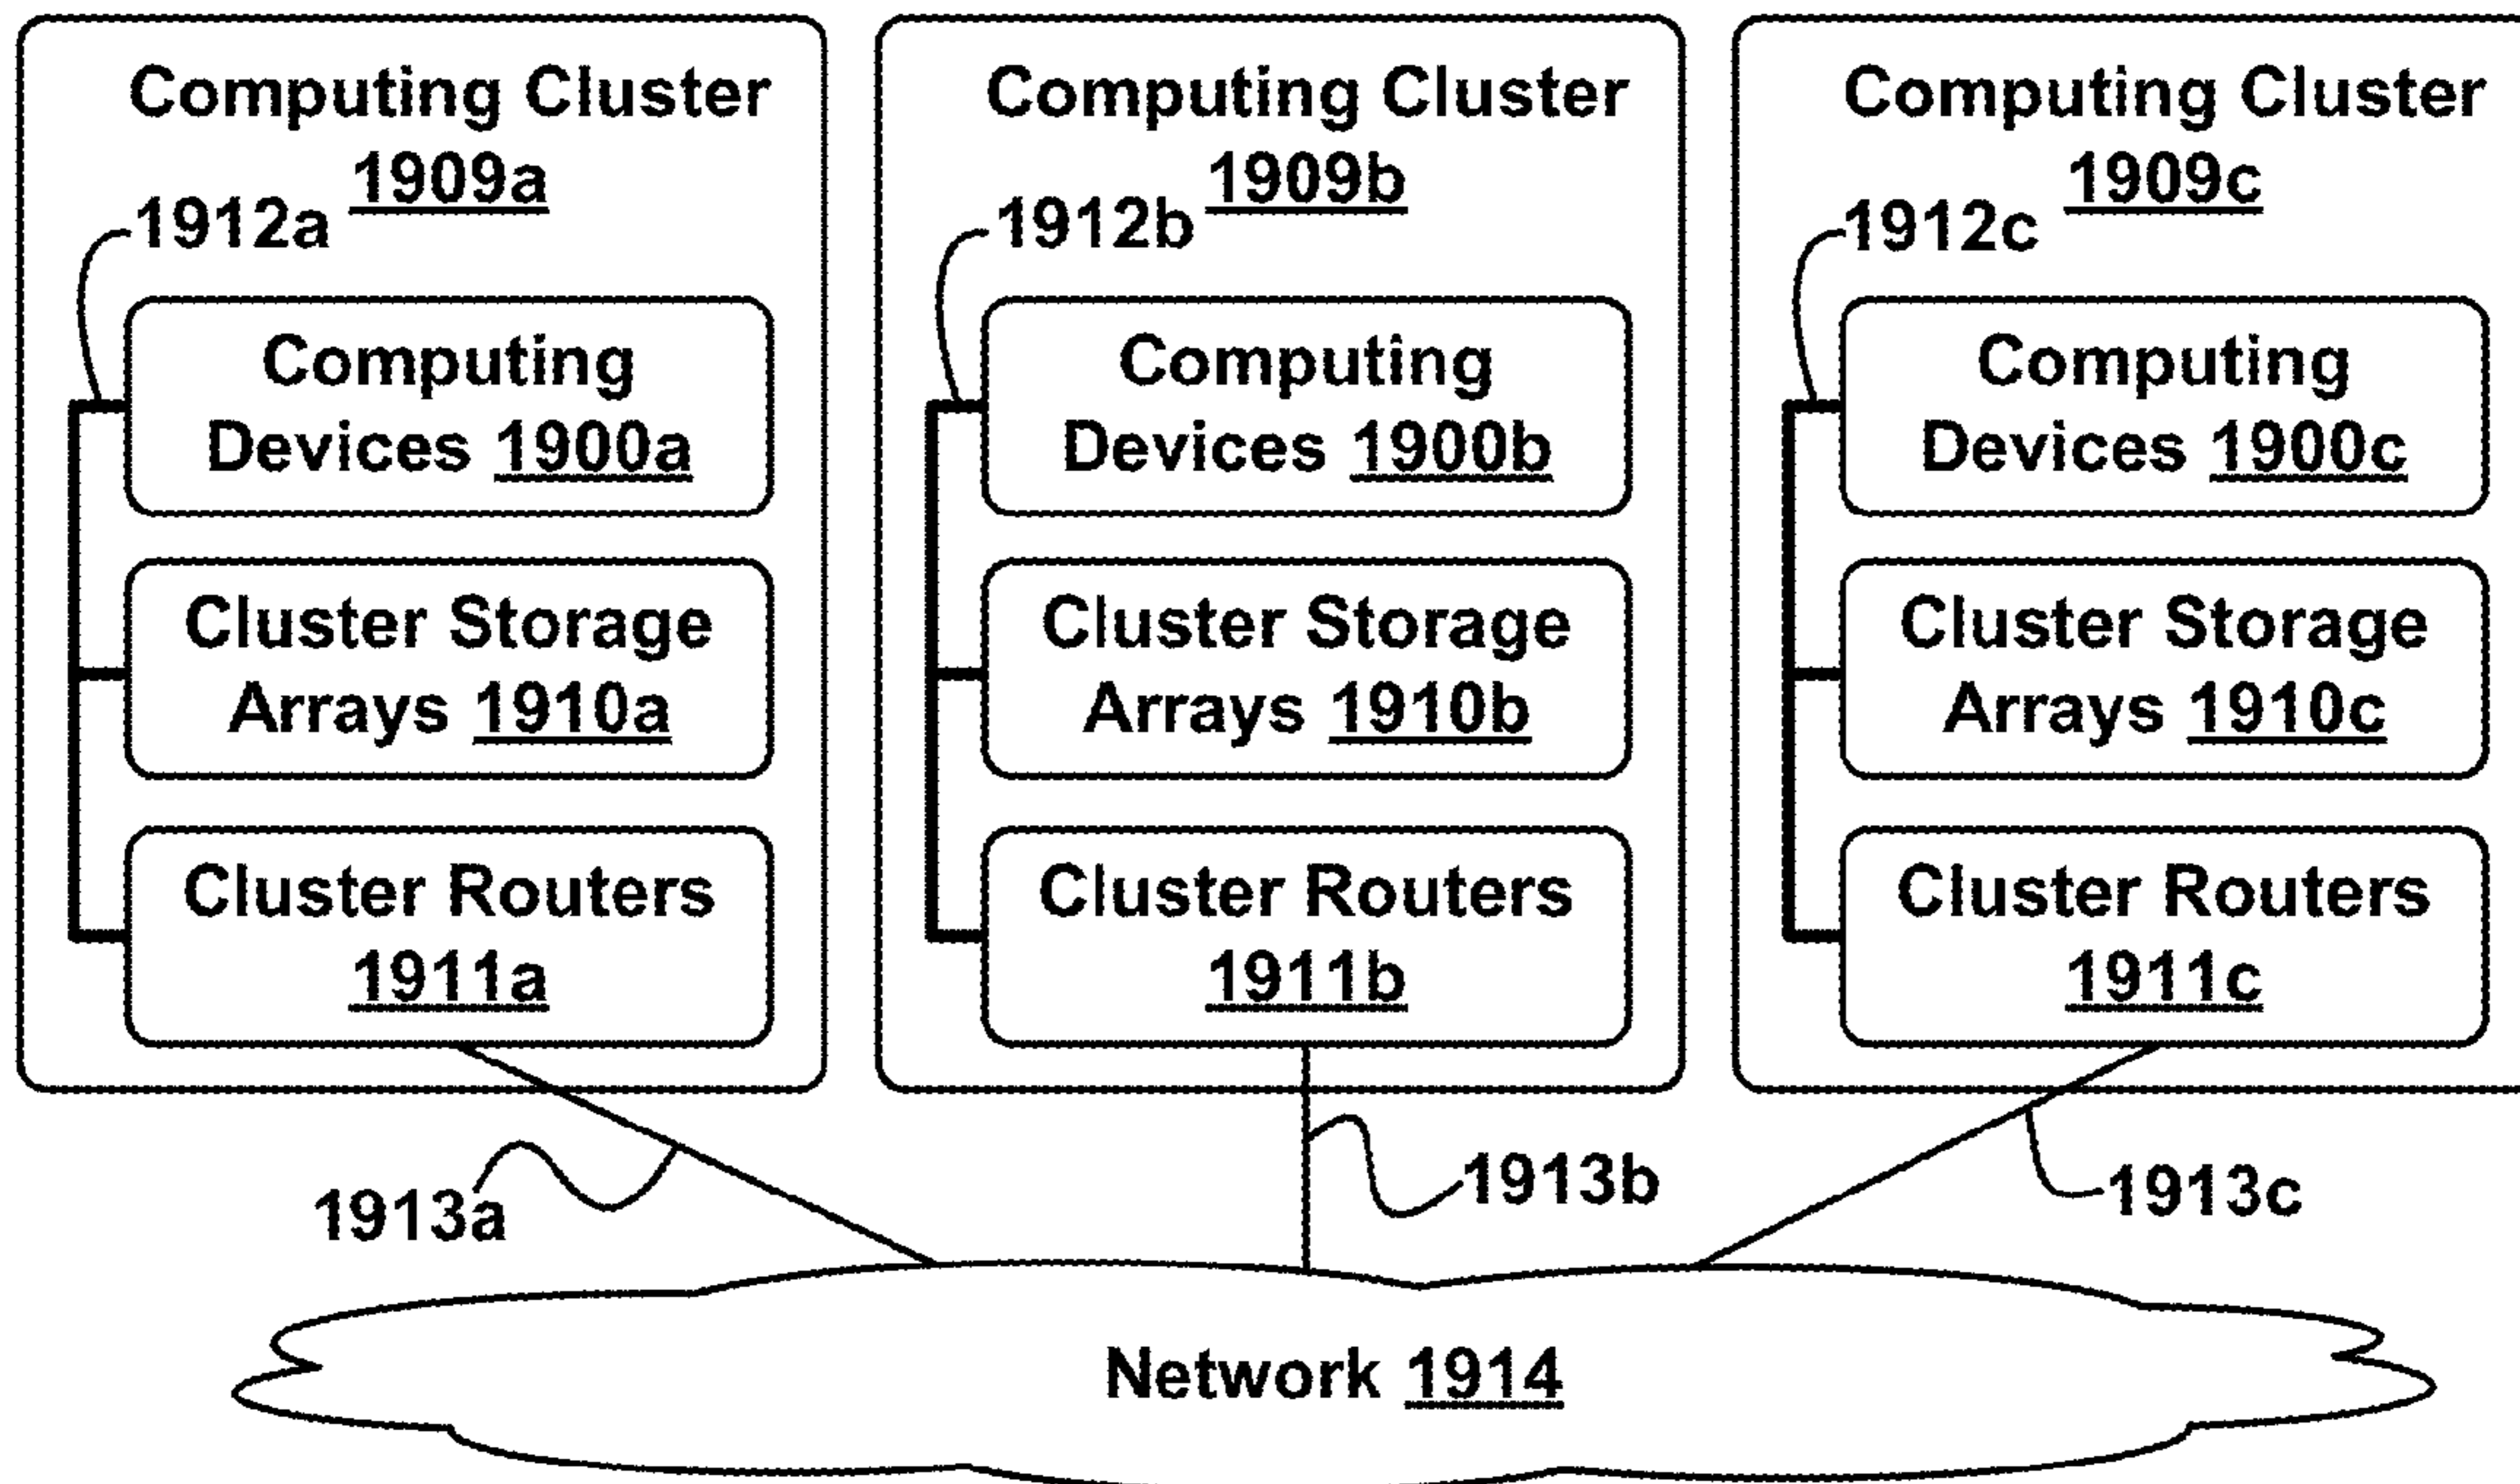 Computing Cluster
1909a
1912a
Computing
Devices 1900a
Cluster Storage
Arrays 1910a
Cluster Routers
1911a
Computing Cluster
1909b
1912b
Computing
Devices 1900b
Cluster Storage
Arrays 1910b
Cluster Routers
1911b
Computing Cluster
1909c
1912c
Computing
Devices 1900c
Cluster Storage
Arrays 1910c
Cluster Routers
1911c
1913a
1913b
1913c
Network 1914